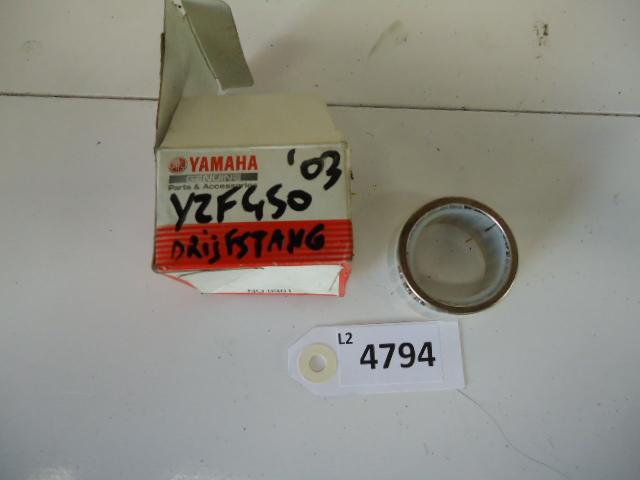 YAMAHA
GENUINE
Parts & Accessories
'03
YZF450
DRijFSTANG
L2
4794